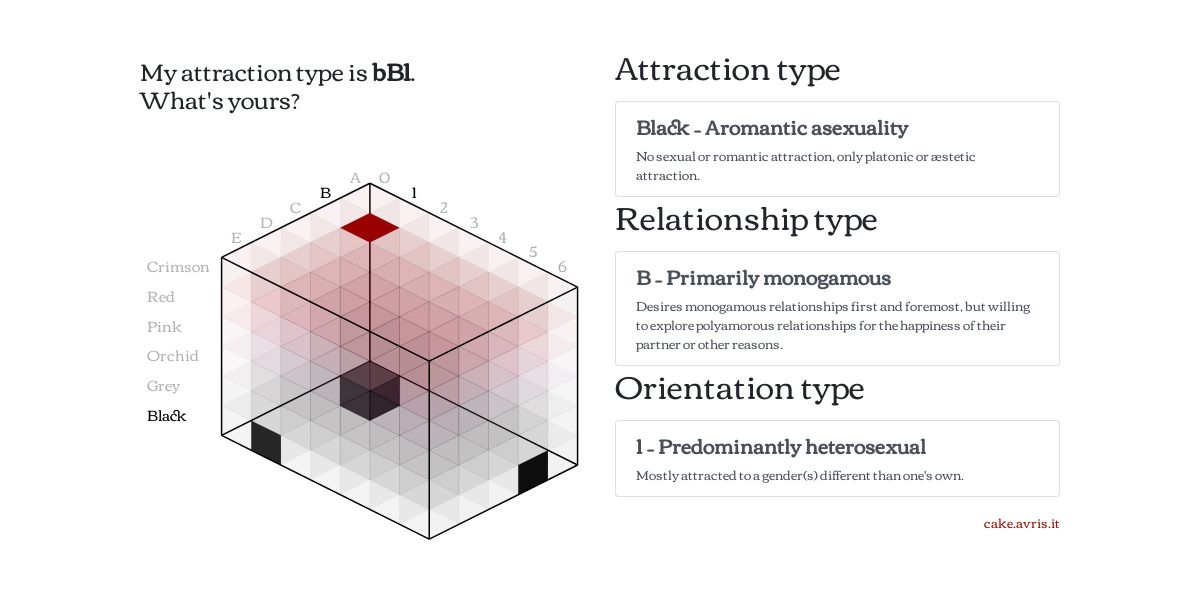 My attraction type is bB1.
What's yours?
A O
B 1
C 2
D 3
E 4
5
6
Crimson
Red
Pink
Orchid
Grey
Black
Attraction type
Black - Aromantic asexuality
No sexual or romantic attraction, only platonic or æstetic
attraction.
Relationship type
B - Primarily monogamous
Desires monogamous relationships first and foremost, but willing
to explore polyamorous relationships for the happiness of their
partner or other reasons.
Orientation type
1 - Predominantly heterosexual
Mostly attracted to a gender(s) different than one's own.
cake.avris.it